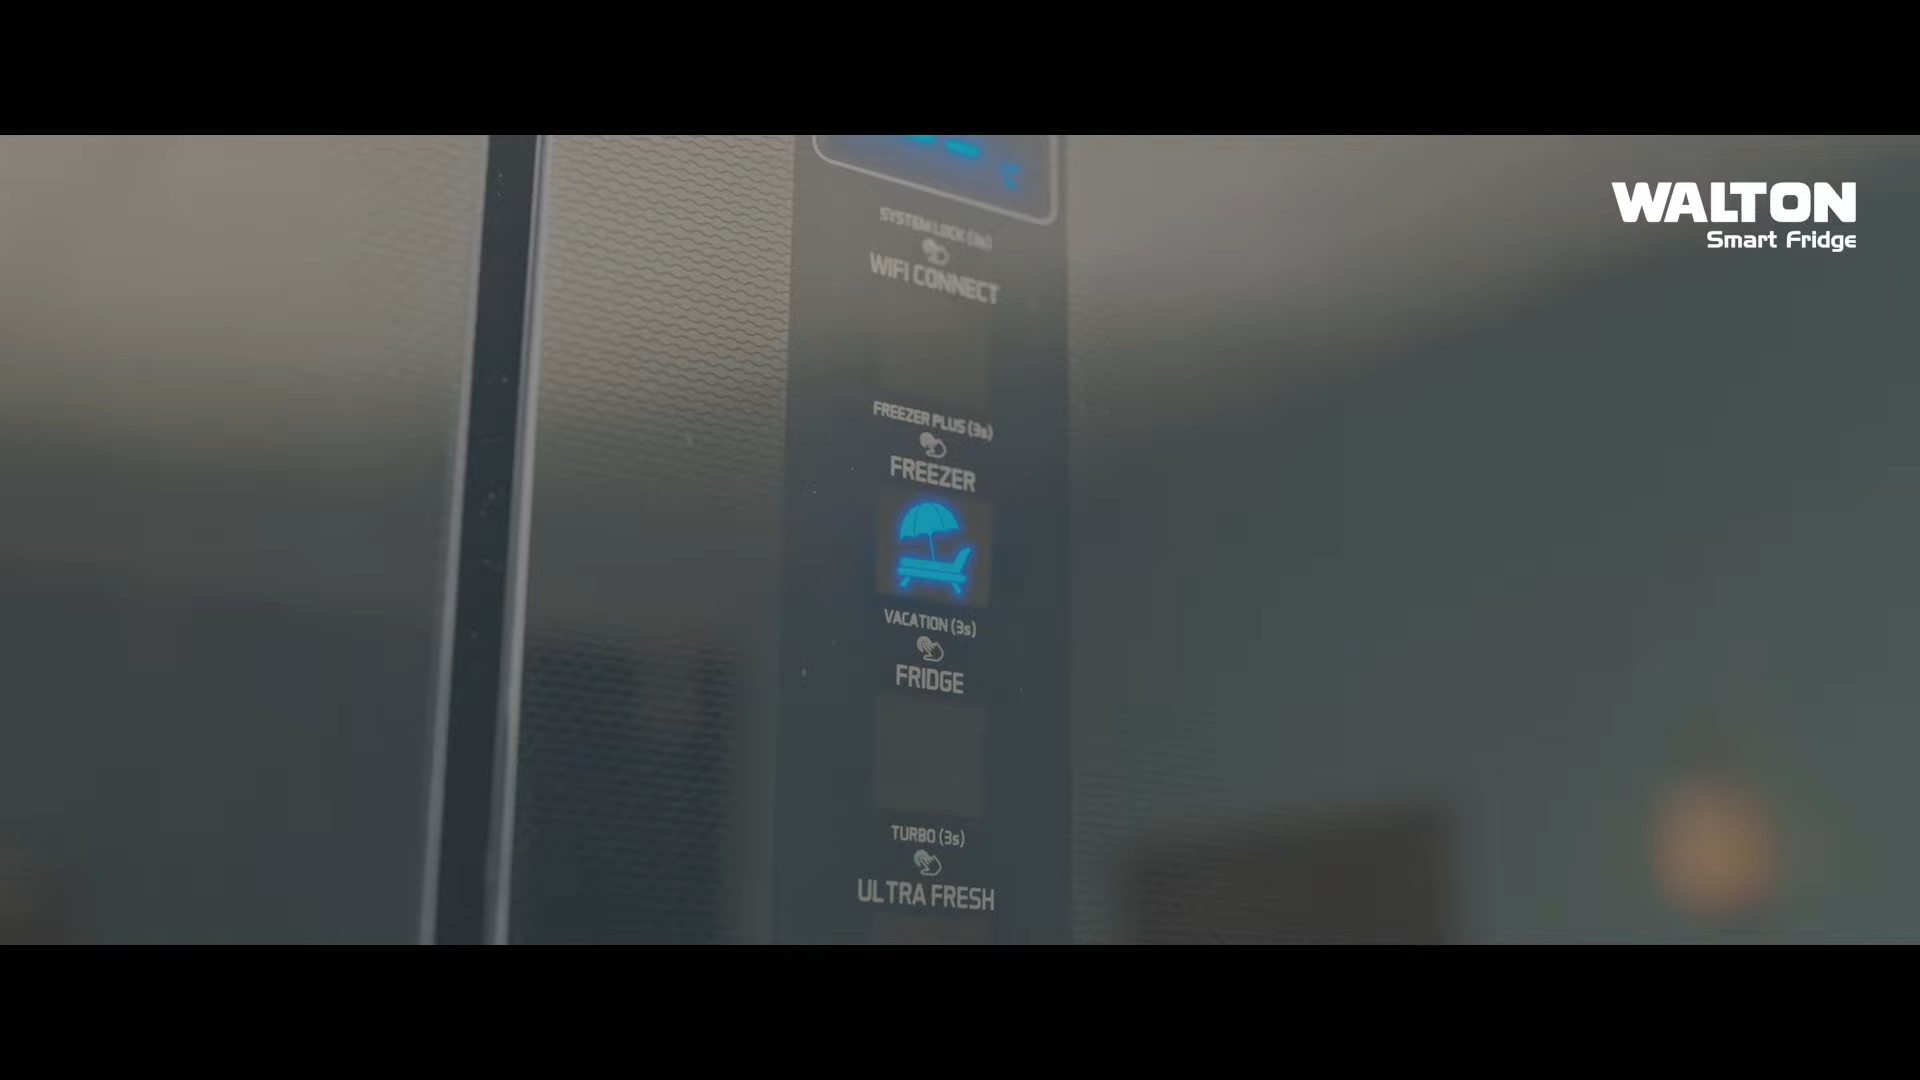 WALTON
Smart Fridge
°C
SYSTEM LOCK (3s)
WIFI CONNECT
FREEZER PLUS (3s)
FREEZER
VACATION (3s)
FRIDGE
TURBO (3s)
ULTRA FRESH